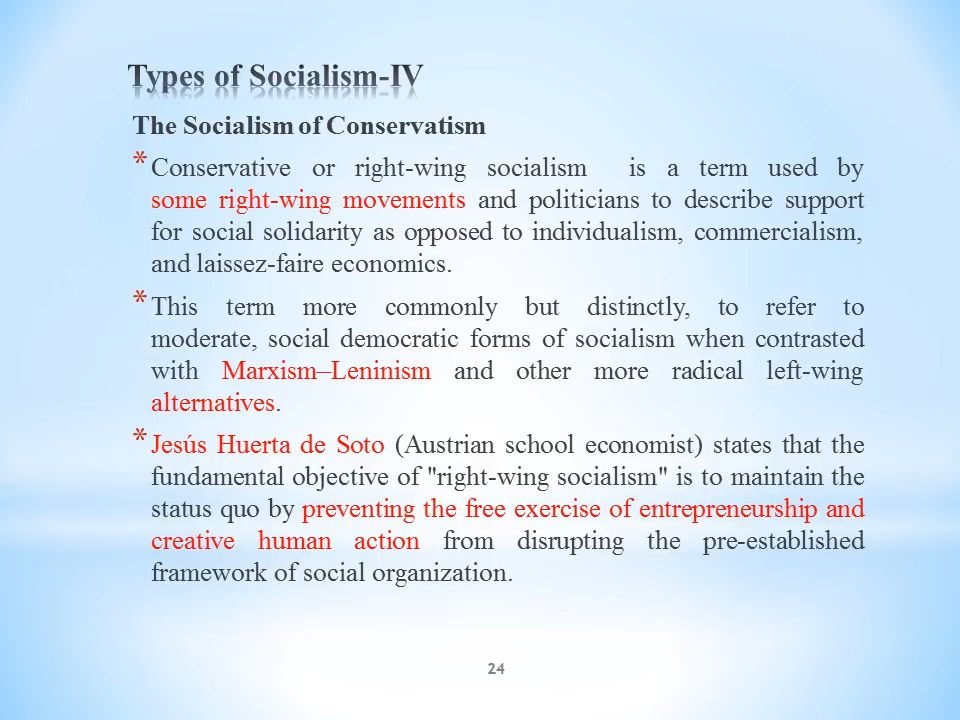 Types of Socialism-IV
The Socialism of Conservatism
* Conservative or right-wing socialism is a term used by
some right-wing movements and politicians to describe support
for social solidarity as opposed to individualism, commercialism,
and laissez-faire economics.
* This term more commonly but distinctly, to refer to
moderate, social democratic forms of socialism when contrasted
with Marxism–Leninism and other more radical left-wing
alternatives.
* Jesús Huerta de Soto (Austrian school economist) states that the
fundamental objective of "right-wing socialism" is to maintain the
status quo by preventing the free exercise of entrepreneurship and
creative human action from disrupting the pre-established
framework of social organization.
24